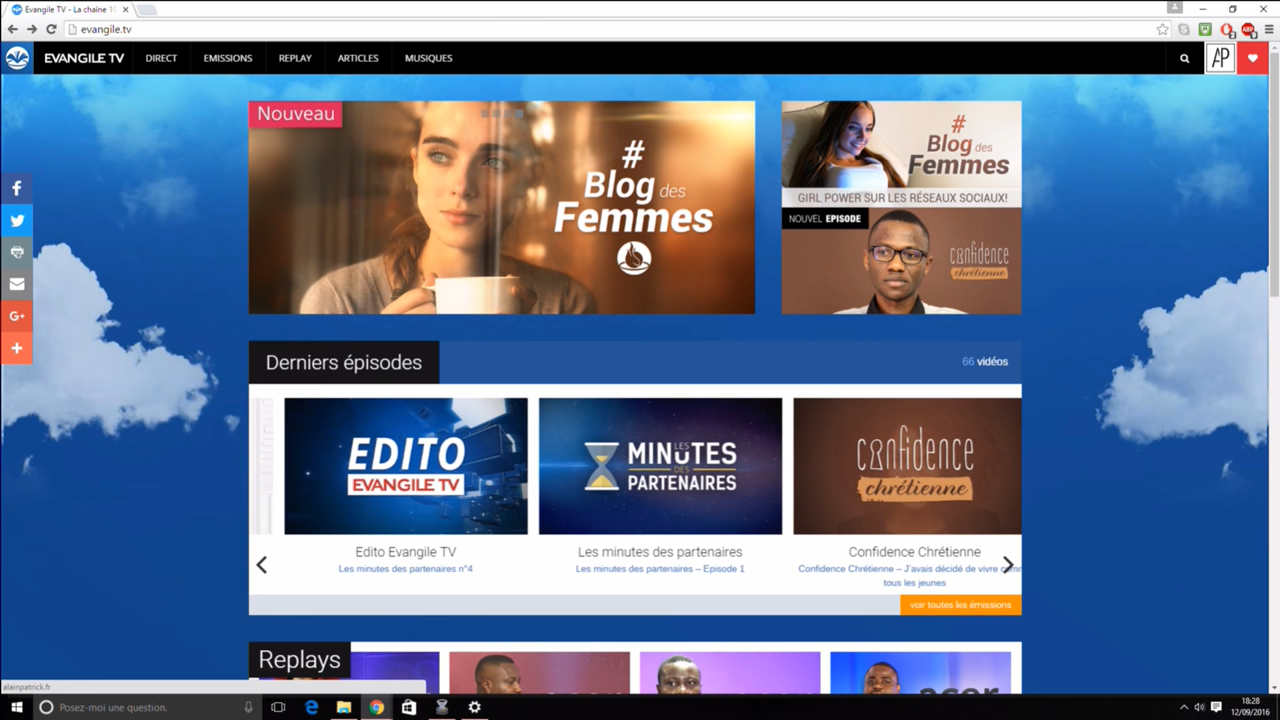 Evangile TV - La chaîne 10
evangile.tv
EVANGILE TV DIRECT EMISSIONS REPLAY ARTICLES MUSIQUES AP
Nouveau
#
Blog des
Femmes
#
Blog des
Femmes
GIRL POWER SUR LES RÉSEAUX SOCIAUX!
NOUVEL EPISODE
confidence
chrétienne
G+
Derniers épisodes
66 vidéos
EDITO
EVANGILE TV
LES
MINUTES
DES
PARTENAIRES
confidence
chrétienne
Edito Evangile TV
Les minutes des partenaires n°4
Les minutes des partenaires
Les minutes des partenaires – Episode 1
Confidence Chrétienne
Confidence Chrétienne – J'avais décidé de vivre comm
tous les jeunes
voir toutes les émissions
Replays
acer
alainpatrick.fr
Posez-moi une question.
18:28
12/09/2016